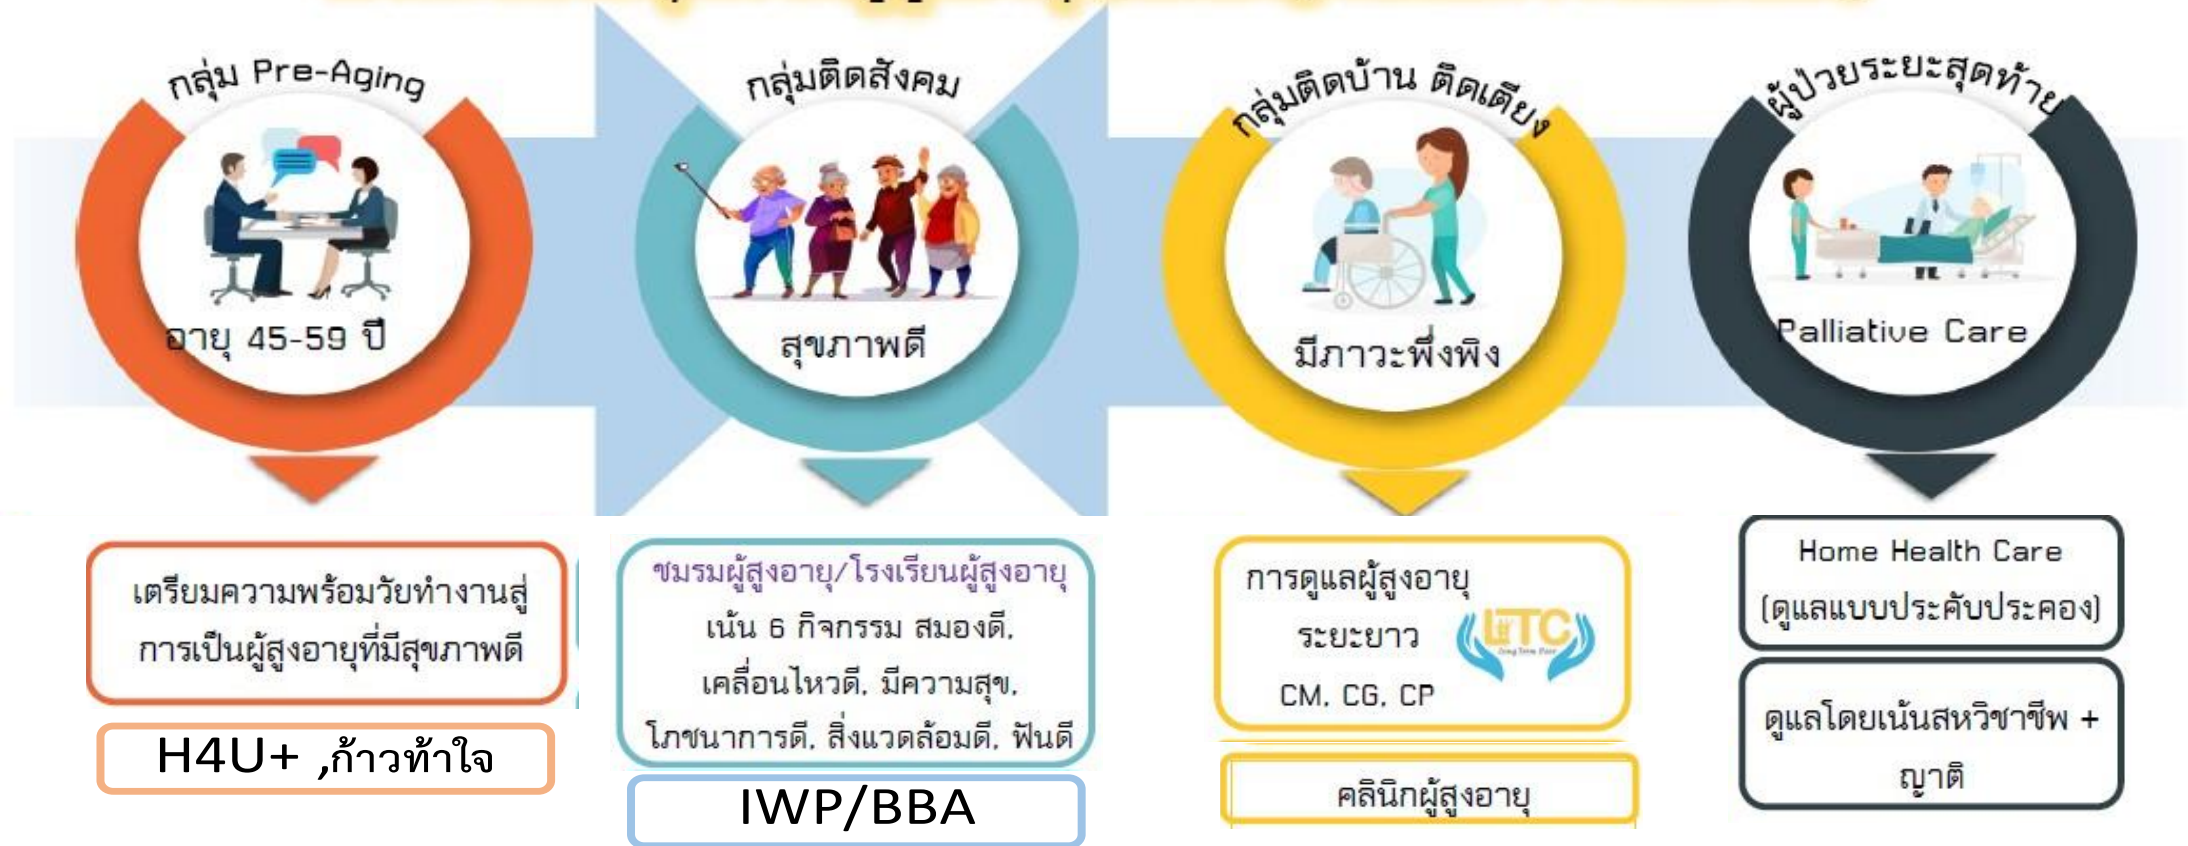 กลุ่ม Pre-Aging
อายุ 45-59 ปี
เตรียมความพร้อมวัยทำงานสู่
การเป็นผู้สูงอายุที่มีสุขภาพดี
H4U+ ,ก้าวท้าใจ
กลุ่มติดสังคม
สุขภาพดี
ชมรมผู้สูงอายุ/โรงเรียนผู้สูงอายุ
เน้น 6 กิจกรรม สมองดี,
เคลื่อนไหวดี, มีความสุข,
โภชนาการดี, สิ่งแวดล้อมดี, ฟันดี
IWP/BBA
กลุ่มติดบ้าน ติดเตียง
มีภาวะพึ่งพิง
การดูแลผู้สูงอายุ
ระยะยาว
CM, CG, CP
LTC
Long Term Care
คลินิกผู้สูงอายุ
ผู้ป่วยระยะสุดท้าย
Palliative Care
Home Health Care
(ดูแลแบบประคับประคอง)
ดูแลโดยเน้นสหวิชาชีพ +
ญาติ